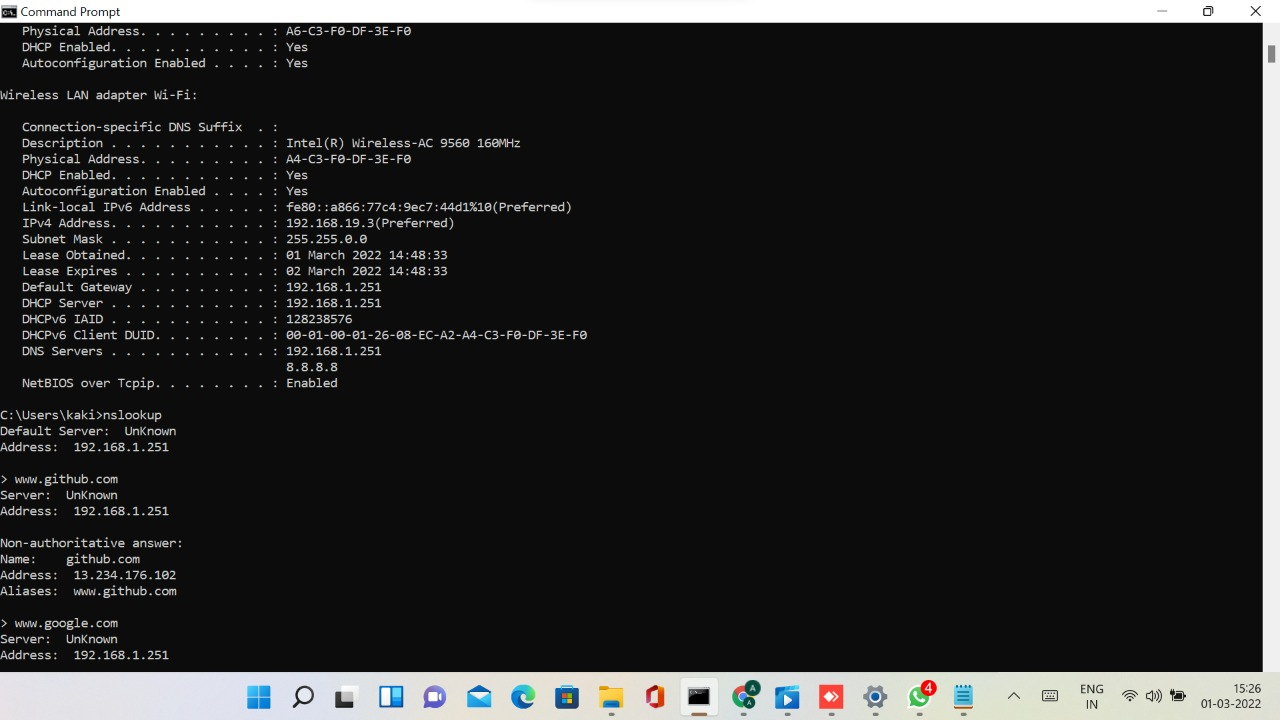 Command Prompt
   Physical Address. . . . . . . . . : A6-C3-F0-DF-3E-F0
   DHCP Enabled. . . . . . . . . . . : Yes
   Autoconfiguration Enabled . . . . : Yes

Wireless LAN adapter Wi-Fi:

   Connection-specific DNS Suffix  . :
   Description . . . . . . . . . . . : Intel(R) Wireless-AC 9560 160MHz
   Physical Address. . . . . . . . . : A4-C3-F0-DF-3E-F0
   DHCP Enabled. . . . . . . . . . . : Yes
   Autoconfiguration Enabled . . . . : Yes
   Link-local IPv6 Address . . . . . : fe80::a866:77c4:9ec7:44d1%10(Preferred)
   IPv4 Address. . . . . . . . . . . : 192.168.19.3(Preferred)
   Subnet Mask . . . . . . . . . . . : 255.255.0.0
   Lease Obtained. . . . . . . . . . : 01 March 2022 14:48:33
   Lease Expires . . . . . . . . . . : 02 March 2022 14:48:33
   Default Gateway . . . . . . . . . : 192.168.1.251
   DHCP Server . . . . . . . . . . . : 192.168.1.251
   DHCPv6 IAID . . . . . . . . . . . : 128238576
   DHCPv6 Client DUID. . . . . . . . : 00-01-00-01-26-08-EC-A2-A4-C3-F0-DF-3E-F0
   DNS Servers . . . . . . . . . . . : 192.168.1.251
                                       8.8.8.8
   NetBIOS over Tcpip. . . . . . . . : Enabled

C:\Users\kaki>nslookup
Default Server:  UnKnown
Address:  192.168.1.251

> www.github.com
Server:  UnKnown
Address:  192.168.1.251

Non-authoritative answer:
Name:    github.com
Address:  13.234.176.102
Aliases:  www.github.com

> www.google.com
Server:  UnKnown
Address:  192.168.1.251
A
A
4
ENG
IN
15:26
01-03-2022